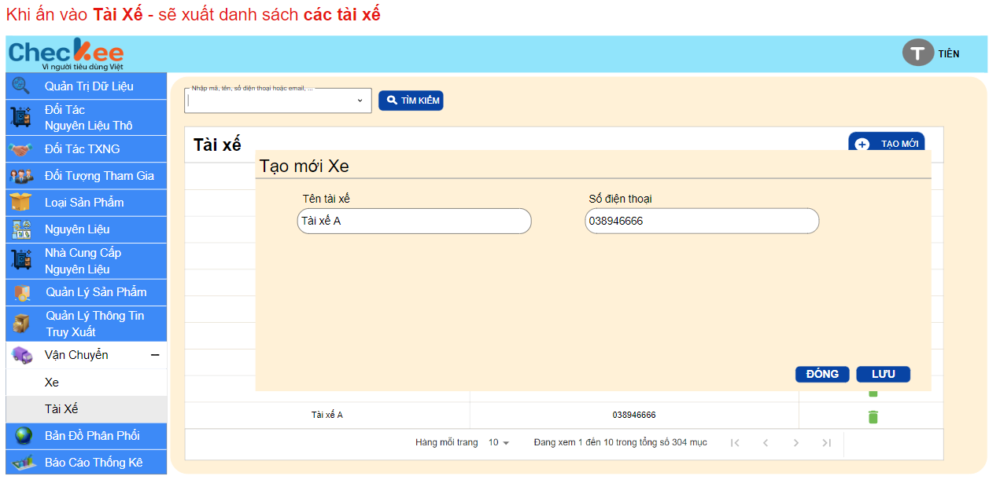 Khi ấn vào Tài Xế - sẽ xuất danh sách các tài xế
Checkee
Vì người tiêu dùng Việt
T
TIÊN
Quản Trị Dữ Liệu
Đối Tác
Nguyên Liệu Thô
Đối Tác TXNG
Đối Tượng Tham Gia
Loại Sản Phẩm
Nguyên Liệu
Nhà Cung Cấp
Nguyên Liệu
Quản Lý Sản Phẩm
Quản Lý Thông Tin
Truy Xuất
Vận Chuyển
Xe
Tài Xế
Bản Đồ Phân Phối
Báo Cáo Thống Kê
Nhập mã, tên, số điện thoại hoặc email, ...
TÌM KIẾM
Tài xế
TẠO MỚI
Tạo mới Xe
Tên tài xế
Số điện thoại
Tài xế A
038946666
ĐÓNG
LƯU
Tài xế A
038946666
Hàng mỗi trang 10
Đang xem 1 đến 10 trong tổng số 304 mục